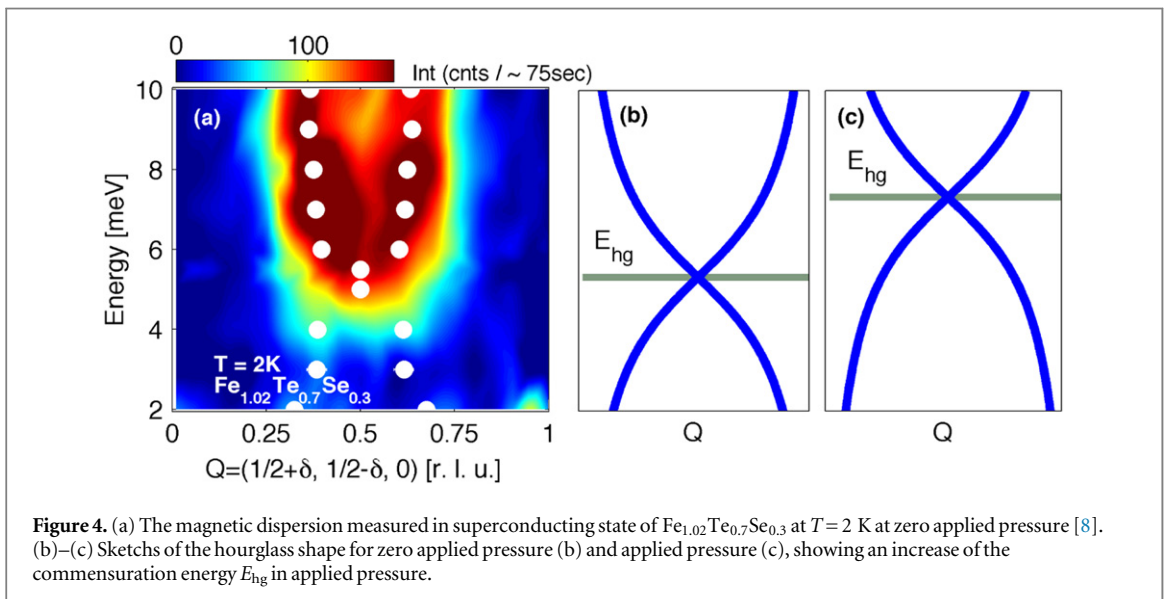 0 100
Int (cnts / ~ 75sec)
10 (a) (b) (c)
8
6
4
2
Energy [meV]
E_hg
E_hg
T = 2K
Fe_1.02Te_0.7Se_0.3
0 0.25 0.5 0.75 1
Q=(1/2+δ, 1/2-δ, 0) [r. l. u.]
Q
Q
Figure 4. (a) The magnetic dispersion measured in superconducting state of Fe_1.02Te_0.7Se_0.3 at T = 2 K at zero applied pressure [8].
(b)–(c) Sketchs of the hourglass shape for zero applied pressure (b) and applied pressure (c), showing an increase of the
commensuration energy E_hg in applied pressure.